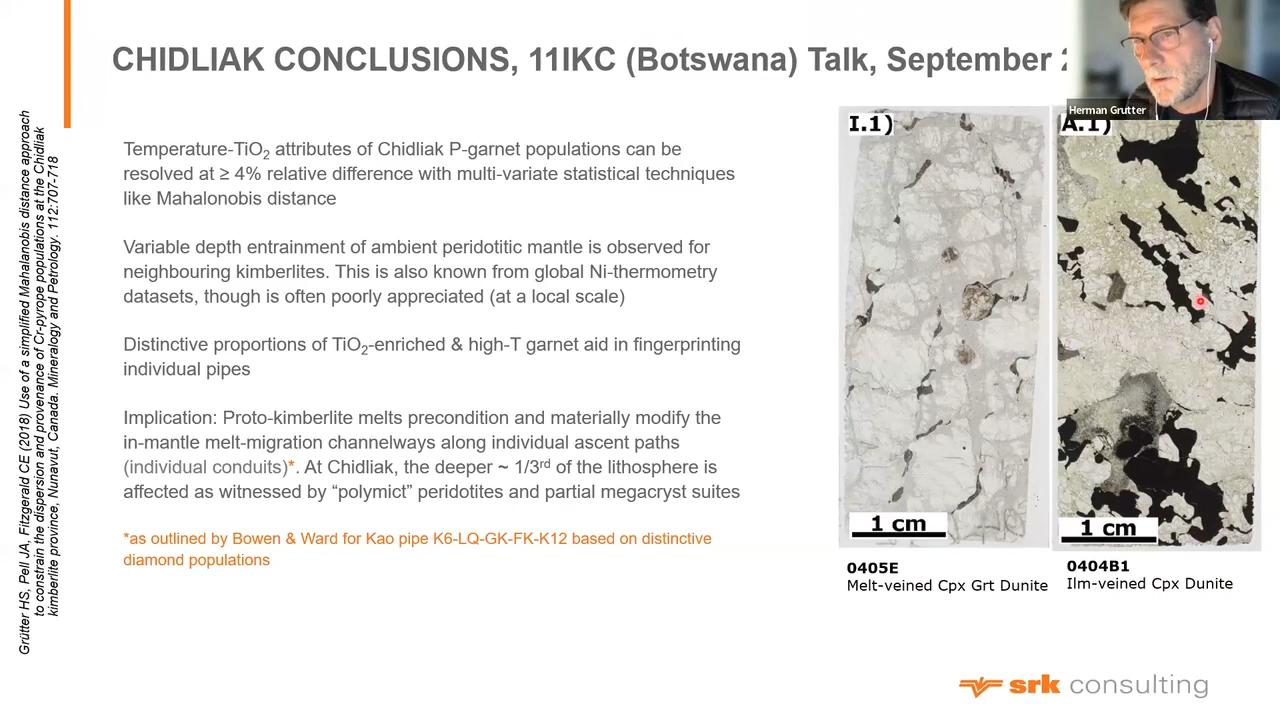 CHIDLIAK CONCLUSIONS, 11IKC (Botswana) Talk, September
Herman Grutter
Grütter HS, Pell JA, Fitzgerald CE (2018) Use of a simplified Mahalanobis distance approach
to constrain the dispersion and provenance of Cr-pyrope populations at the Chidliak
kimberlite province, Nunavut, Canada. Mineralogy and Petrology. 112:707-718
Temperature-TiO2 attributes of Chidliak P-garnet populations can be
resolved at ≥ 4% relative difference with multi-variate statistical techniques
like Mahalonobis distance
Variable depth entrainment of ambient peridotitic mantle is observed for
neighbouring kimberlites. This is also known from global Ni-thermometry
datasets, though is often poorly appreciated (at a local scale)
Distinctive proportions of TiO2-enriched & high-T garnet aid in fingerprinting
individual pipes
Implication: Proto-kimberlite melts precondition and materially modify the
in-mantle melt-migration channelways along individual ascent paths
(individual conduits)*. At Chidliak, the deeper ~ 1/3rd of the lithosphere is
affected as witnessed by “polymict” peridotites and partial megacryst suites
*as outlined by Bowen & Ward for Kao pipe K6-LQ-GK-FK-K12 based on distinctive
diamond populations
I.1)
1 cm
0405E
Melt-veined Cpx Grt Dunite
A.1)
1 cm
0404B1
Ilm-veined Cpx Dunite
srk consulting